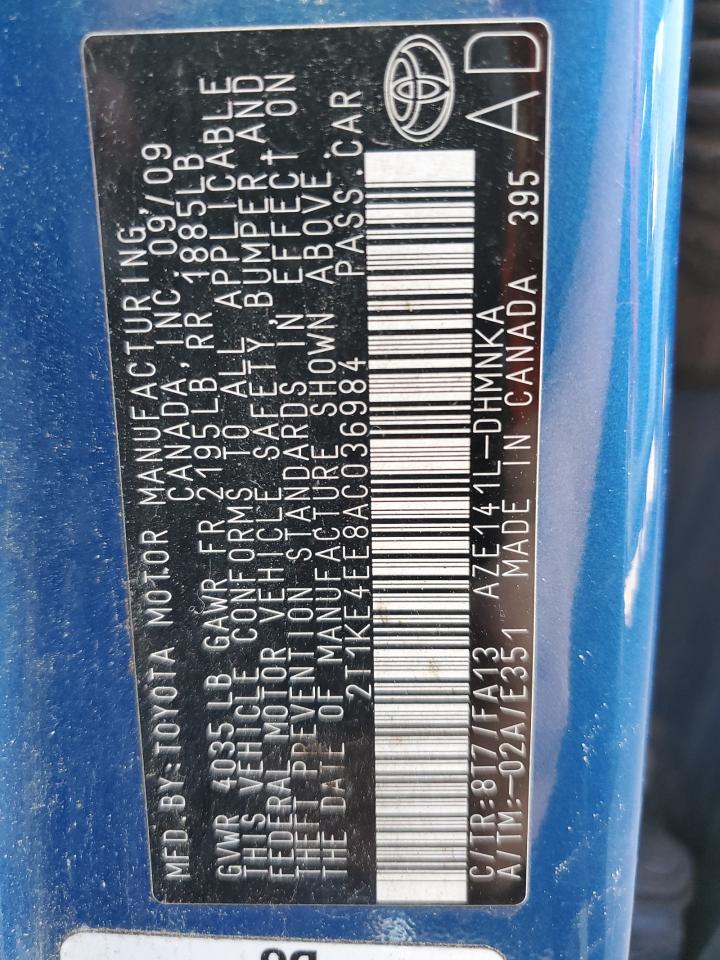 MFD.BY:TOYOTA MOTOR MANUFACTURING
CANADA, INC. 09/09
GVWR 4035 LB GAWR FR 2195LB, RR 1885LB
THIS VEHICLE CONFORMS TO ALL APPLICABLE
FEDERAL MOTOR VEHICLE SAFETY, BUMPER AND
THEFT PREVENTION STANDARDS IN EFFECT ON
THE DATE OF MANUFACTURE SHOWN ABOVE.
2T1KE4EE8AC036984 PASS.CAR
C/TR:8T7/FA13 AZE141L-DHMNKA
A/TM:-02A/E351 MADE IN CANADA 395
AD